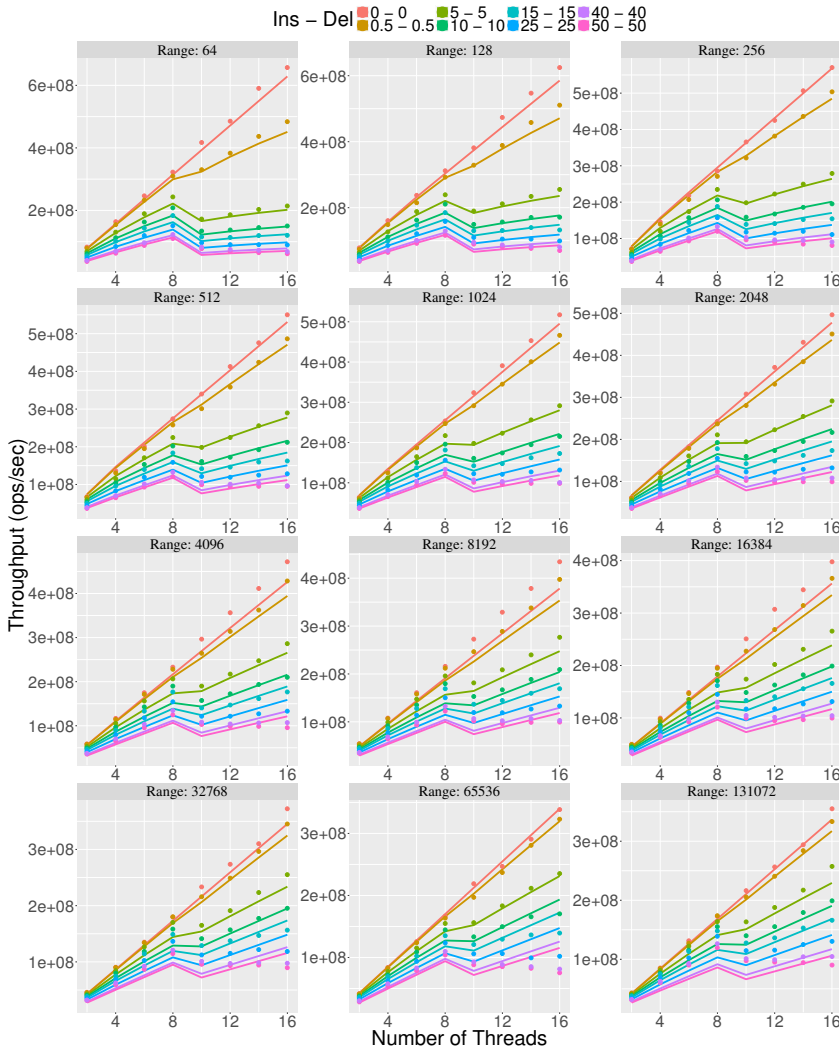 Ins − Del
0 − 0
5 − 5
15 − 15
40 − 40
0.5 − 0.5
10 − 10
25 − 25
50 − 50
Range: 64
Range: 128
Range: 256
6e+08
4e+08
2e+08
6e+08
4e+08
2e+08
5e+08
4e+08
3e+08
2e+08
1e+08
4 8 12 16
4 8 12 16
4 8 12 16
Range: 512
Range: 1024
Range: 2048
5e+08
4e+08
3e+08
2e+08
1e+08
5e+08
4e+08
3e+08
2e+08
1e+08
5e+08
4e+08
3e+08
2e+08
1e+08
4 8 12 16
4 8 12 16
4 8 12 16
Throughput (ops/sec)
Range: 4096
Range: 8192
Range: 16384
4e+08
3e+08
2e+08
1e+08
4e+08
3e+08
2e+08
1e+08
4e+08
3e+08
2e+08
1e+08
4 8 12 16
4 8 12 16
4 8 12 16
Range: 32768
Range: 65536
Range: 131072
3e+08
2e+08
1e+08
3e+08
2e+08
1e+08
3e+08
2e+08
1e+08
4 8 12 16
4 8 12 16
4 8 12 16
Number of Threads